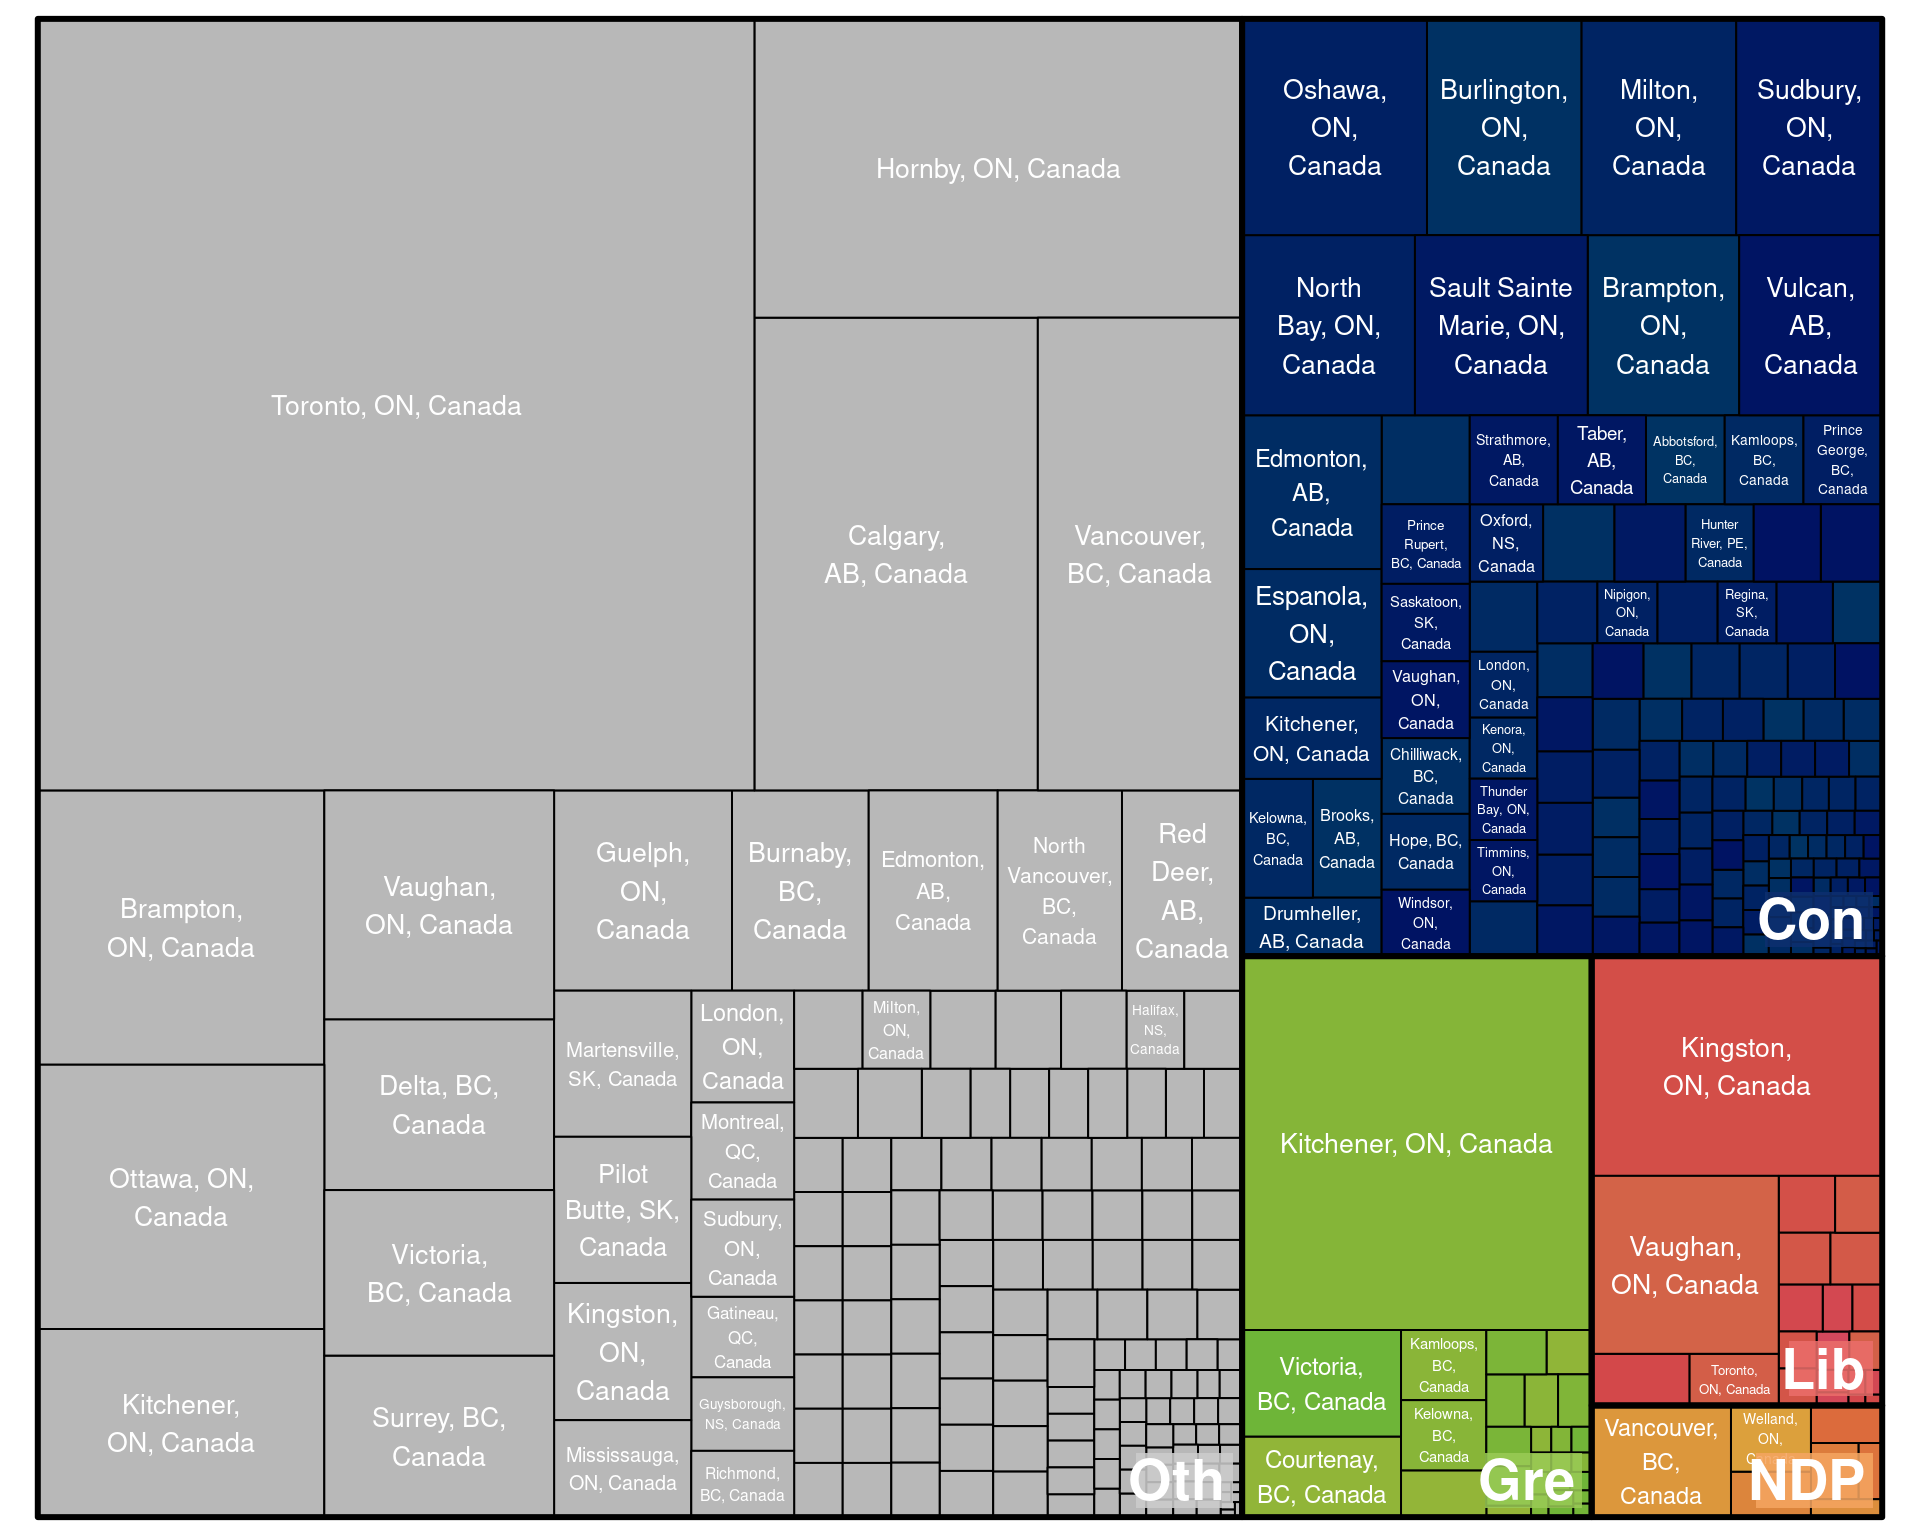 Toronto, ON, Canada
Hornby, ON, Canada
Calgary,
AB, Canada
Vancouver,
BC, Canada
Brampton,
ON, Canada
Ottawa, ON,
Canada
Kitchener,
ON, Canada
Vaughan,
ON, Canada
Delta, BC,
Canada
Victoria,
BC, Canada
Surrey, BC,
Canada
Guelph,
ON,
Canada
Burnaby,
BC,
Canada
Edmonton,
AB,
Canada
North
Vancouver,
BC,
Canada
Red
Deer,
AB,
Canada
Martensville,
SK, Canada
Pilot
Butte, SK,
Canada
Kingston,
ON,
Canada
Mississauga,
ON, Canada
London,
ON,
Canada
Montreal,
QC,
Canada
Sudbury,
ON,
Canada
Gatineau,
QC,
Canada
Guysborough,
NS, Canada
Richmond,
BC, Canada
Milton,
ON,
Canada
Halifax,
NS,
Canada
Oth
Oshawa,
ON,
Canada
Burlington,
ON,
Canada
Milton,
ON,
Canada
Sudbury,
ON,
Canada
North
Bay, ON,
Canada
Sault Sainte
Marie, ON,
Canada
Brampton,
ON,
Canada
Vulcan,
AB,
Canada
Edmonton,
AB,
Canada
Espanola,
ON,
Canada
Kitchener,
ON, Canada
Kelowna,
BC,
Canada
Brooks,
AB,
Canada
Drumheller,
AB, Canada
Prince
Rupert,
BC, Canada
Saskatoon,
SK,
Canada
Vaughan,
ON,
Canada
Chilliwack,
BC,
Canada
Hope, BC,
Canada
Windsor,
ON,
Canada
Strathmore,
AB,
Canada
Taber,
AB,
Canada
Abbotsford,
BC,
Canada
Kamloops,
BC,
Canada
Prince
George,
BC,
Canada
Oxford,
NS,
Canada
Hunter
River, PE,
Canada
Nipigon,
ON,
Canada
Regina,
SK,
Canada
London,
ON,
Canada
Kenora,
ON,
Canada
Thunder
Bay, ON,
Canada
Timmins,
ON,
Canada
Con
Kitchener, ON, Canada
Victoria,
BC, Canada
Courtenay,
BC, Canada
Kamloops,
BC,
Canada
Kelowna,
BC,
Canada
Gre
Kingston,
ON, Canada
Vaughan,
ON, Canada
Toronto,
ON, Canada
Lib
Vancouver,
BC,
Canada
Welland,
ON,
NDP